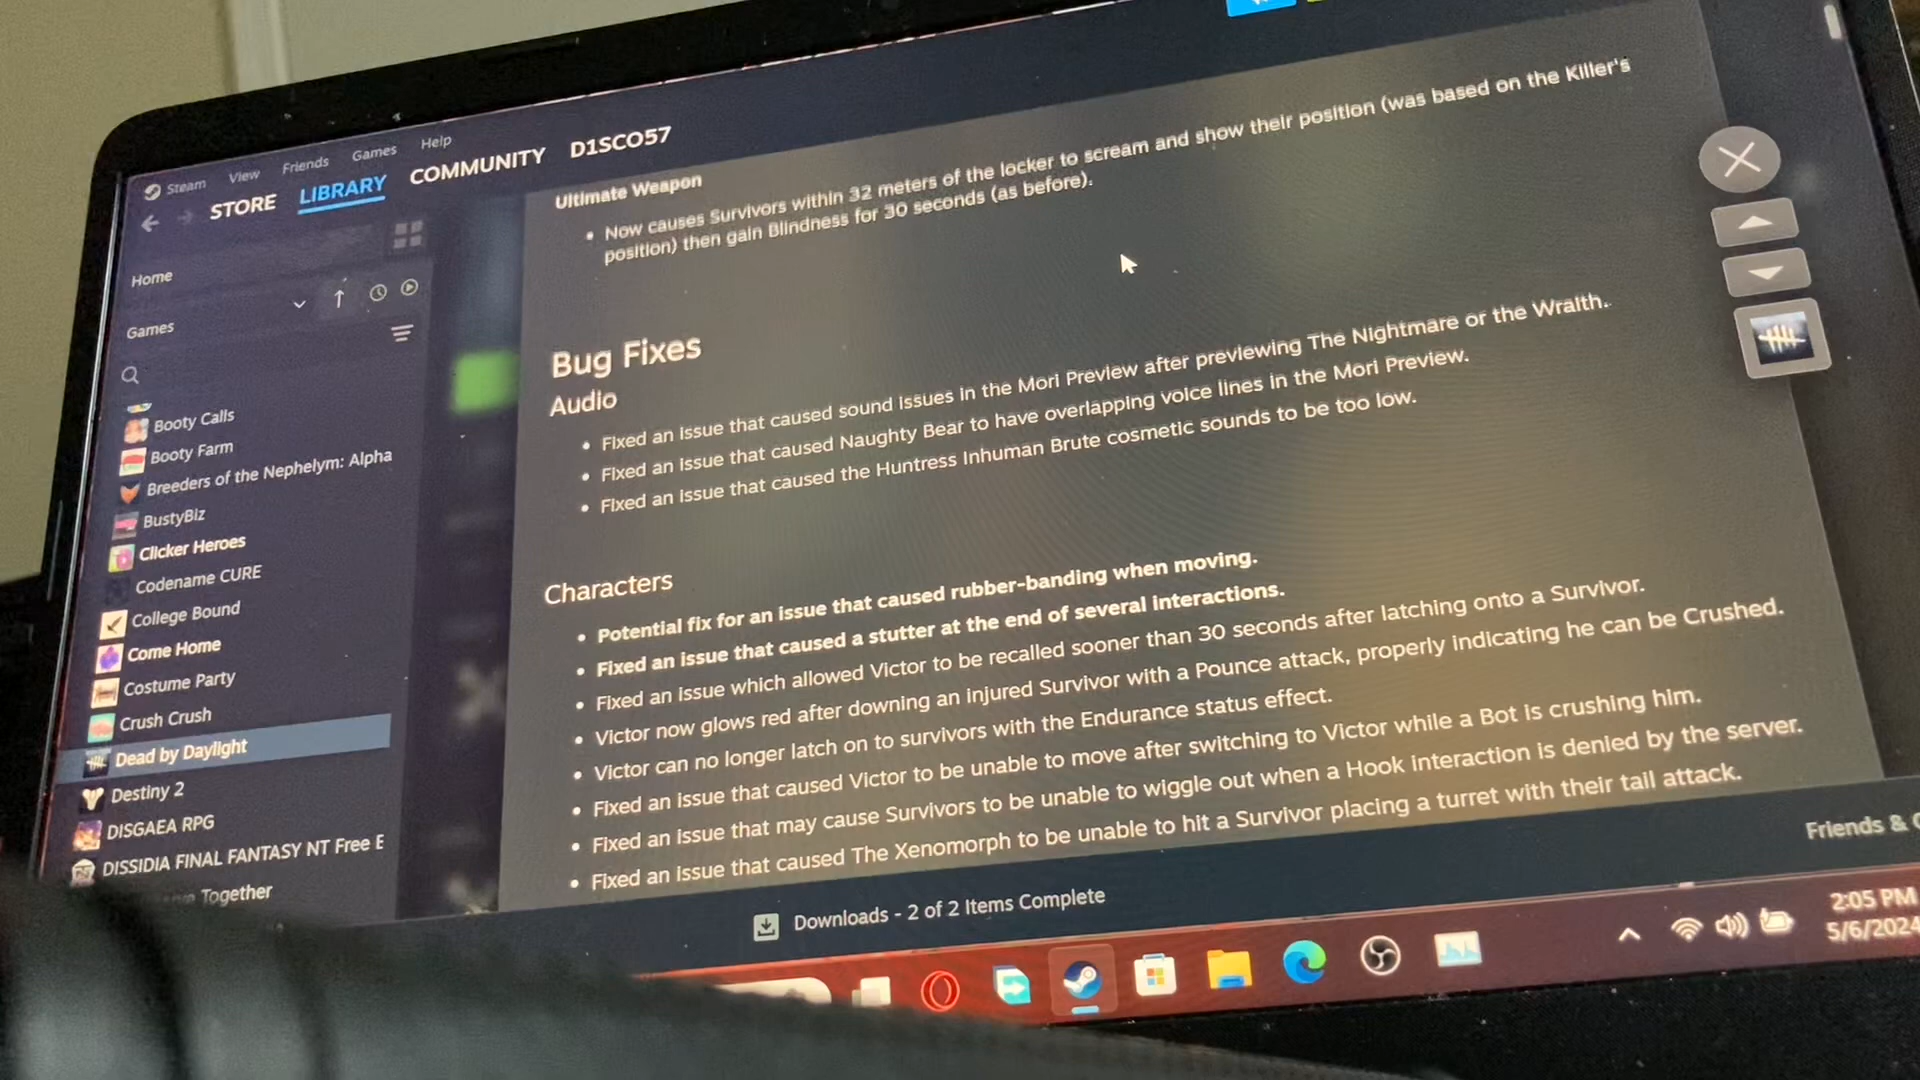 Steam View Friends Games Help
STORE LIBRARY COMMUNITY D1SCO57
Home
Games
Booty Calls
Booty Farm
Breeders of the Nephelym: Alpha
BustyBiz
Clicker Heroes
Codename CURE
College Bound
Come Home
Costume Party
Crush Crush
Dead by Daylight
Destiny 2
DISGAEA RPG
DISSIDIA FINAL FANTASY NT Free E
Together
Ultimate Weapon
• Now causes Survivors within 32 meters of the locker to scream and show their position (was based on the Killer's
position) then gain Blindness for 30 seconds (as before).
Bug Fixes
Audio
• Fixed an issue that caused sound issues in the Mori Preview after previewing The Nightmare or the Wraith.
• Fixed an issue that caused Naughty Bear to have overlapping voice lines in the Mori Preview.
• Fixed an issue that caused the Huntress Inhuman Brute cosmetic sounds to be too low.
Characters
• Potential fix for an issue that caused rubber-banding when moving.
• Fixed an issue that caused a stutter at the end of several interactions.
• Fixed an issue which allowed Victor to be recalled sooner than 30 seconds after latching onto a Survivor.
• Victor now glows red after downing an injured Survivor with a Pounce attack, properly indicating he can be Crushed.
• Victor can no longer latch on to survivors with the Endurance status effect.
• Fixed an issue that caused Victor to be unable to move after switching to Victor while a Bot is crushing him.
• Fixed an issue that may cause Survivors to be unable to wiggle out when a Hook interaction is denied by the server.
• Fixed an issue that caused The Xenomorph to be unable to hit a Survivor placing a turret with their tail attack.
Downloads - 2 of 2 Items Complete
Friends & C
2:05 PM
5/6/2024